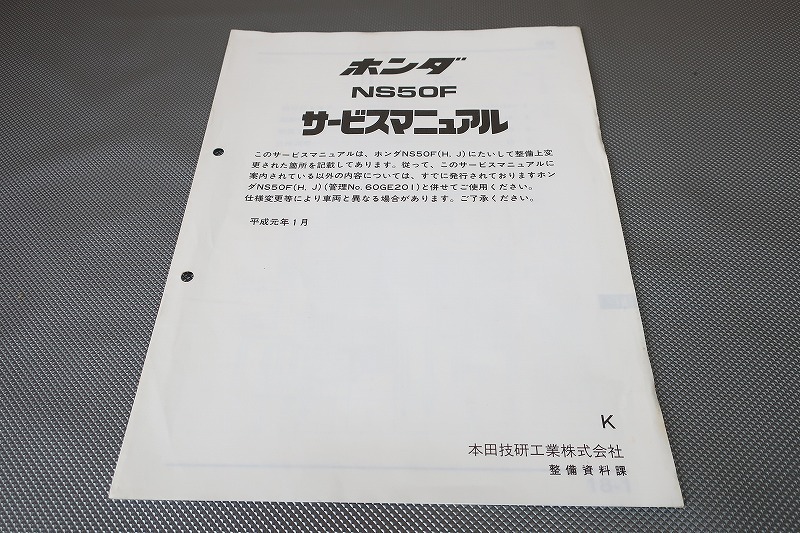 ホンダ
NS50F
サービスマニュアル
このサービスマニュアルは、ホンダNS50F(H, J)にたいして整備上変
更された箇所を記載してあります。従って、このサービスマニュアルに
案内されている以外の内容については、すでに発行されておりますホン
ダNS50F(H, J)(管理No. 60GE201)と併せてご使用ください。
仕様変更等により車両と異なる場合があります。ご了承ください。
平成元年1月
K
本田技研工業株式会社
整備資料課